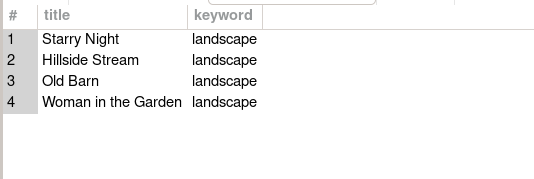 # title keyword
1 Starry Night landscape
2 Hillside Stream landscape
3 Old Barn landscape
4 Woman in the Garden landscape